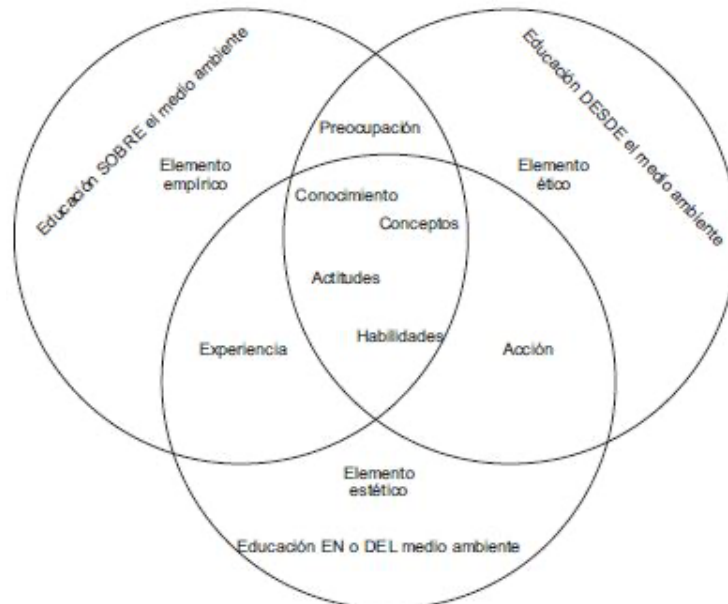 Educación SOBRE el medio ambiente
Educación DESDE el medio ambiente
Preocupación
Elemento
empírico
Elemento
ético
Conocimiento
Conceptos
Actitudes
Habilidades
Experiencia
Acción
Elemento
estético
Educación EN o DEL medio ambiente